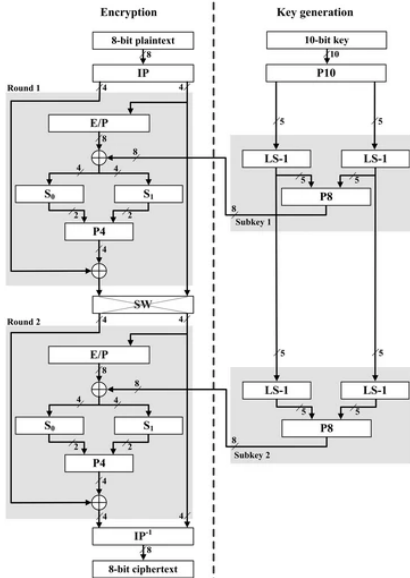 Encryption
Key generation
8-bit plaintext
10-bit key
8
10
IP
P10
Round 1
4
4
5
5
E/P
8
8
LS-1
LS-1
4
4
5
5
S0
S1
P8
2
2
8
Subkey 1
P4
4
SW
4
4
Round 2
5
5
E/P
8
8
LS-1
LS-1
4
4
5
5
S0
S1
P8
2
2
8
Subkey 2
P4
4
4
4
IP-1
8
8-bit ciphertext